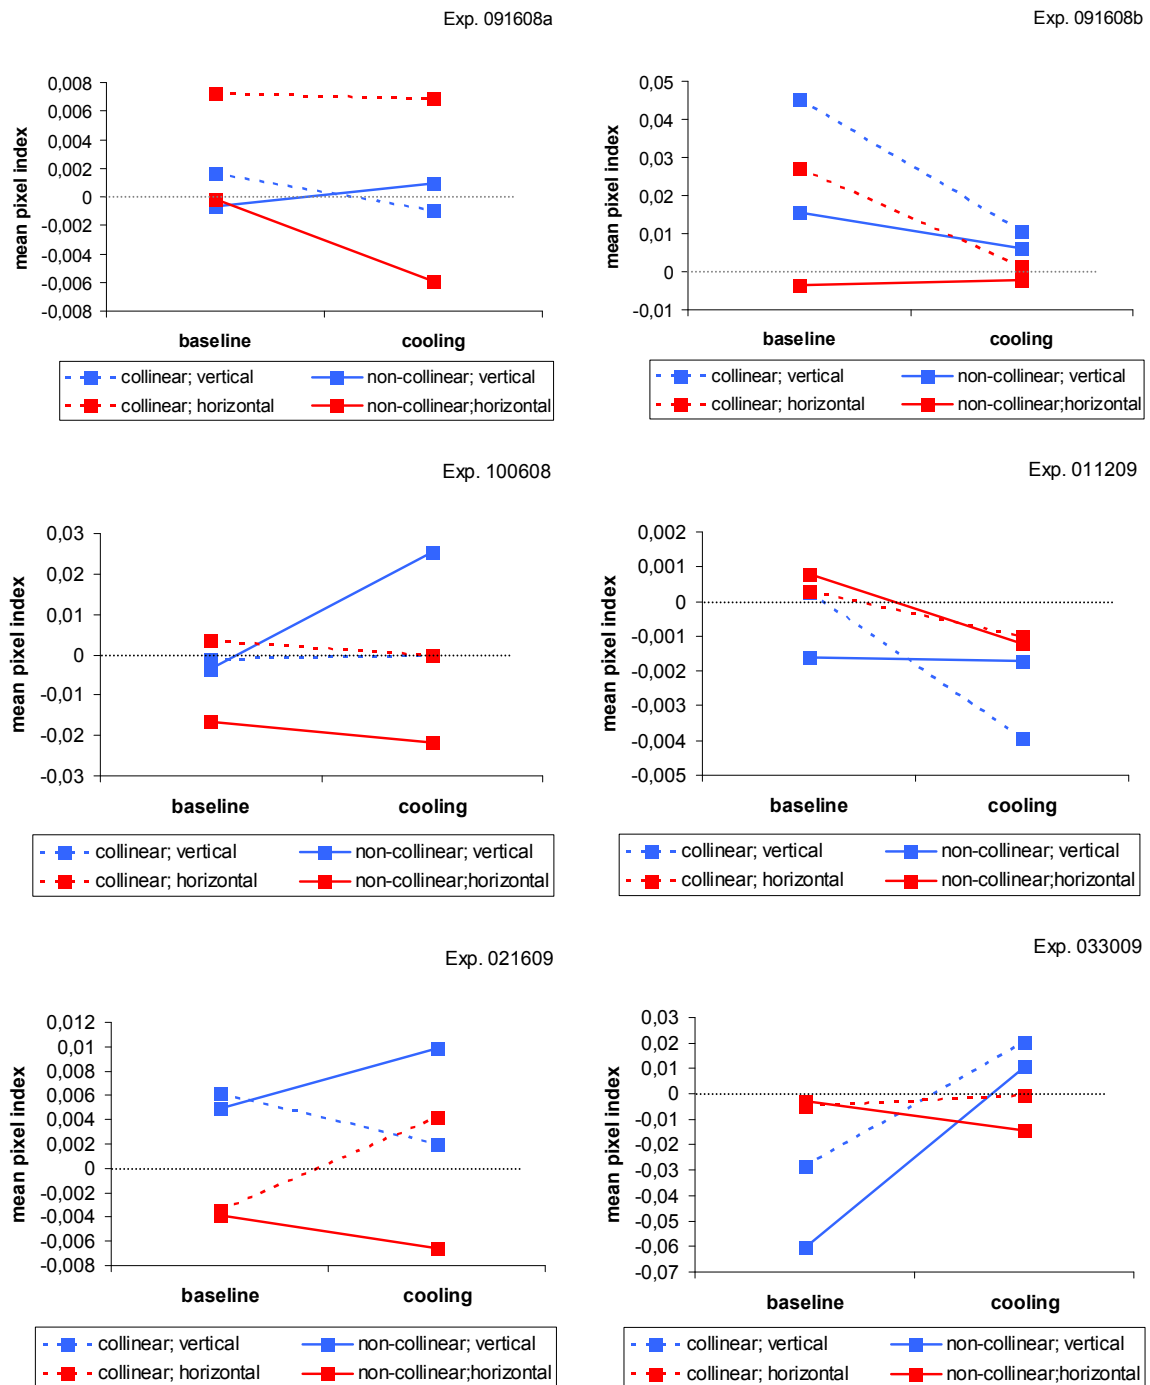 Exp. 091608a
0,008
0,006
0,004
0,002
0
-0,002
-0,004
-0,006
-0,008
mean pixel index
baseline cooling
collinear; vertical non-collinear; vertical
collinear; horizontal non-collinear;horizontal
Exp. 091608b
0,05
0,04
0,03
0,02
0,01
0
-0,01
mean pixel index
baseline cooling
collinear; vertical non-collinear; vertical
collinear; horizontal non-collinear;horizontal
Exp. 100608
0,03
0,02
0,01
0
-0,01
-0,02
-0,03
mean pixel index
baseline cooling
collinear; vertical non-collinear; vertical
collinear; horizontal non-collinear;horizontal
Exp. 011209
0,002
0,001
0
-0,001
-0,002
-0,003
-0,004
-0,005
mean pixel index
baseline cooling
collinear; vertical non-collinear; vertical
collinear; horizontal non-collinear;horizontal
Exp. 021609
0,012
0,01
0,008
0,006
0,004
0,002
0
-0,002
-0,004
-0,006
-0,008
mean pixel index
baseline cooling
collinear; vertical non-collinear; vertical
collinear; horizontal non-collinear;horizontal
Exp. 033009
0,03
0,02
0,01
0
-0,01
-0,02
-0,03
-0,04
-0,05
-0,06
-0,07
mean pixel index
baseline cooling
collinear; vertical non-collinear; vertical
collinear; horizontal non-collinear;horizontal